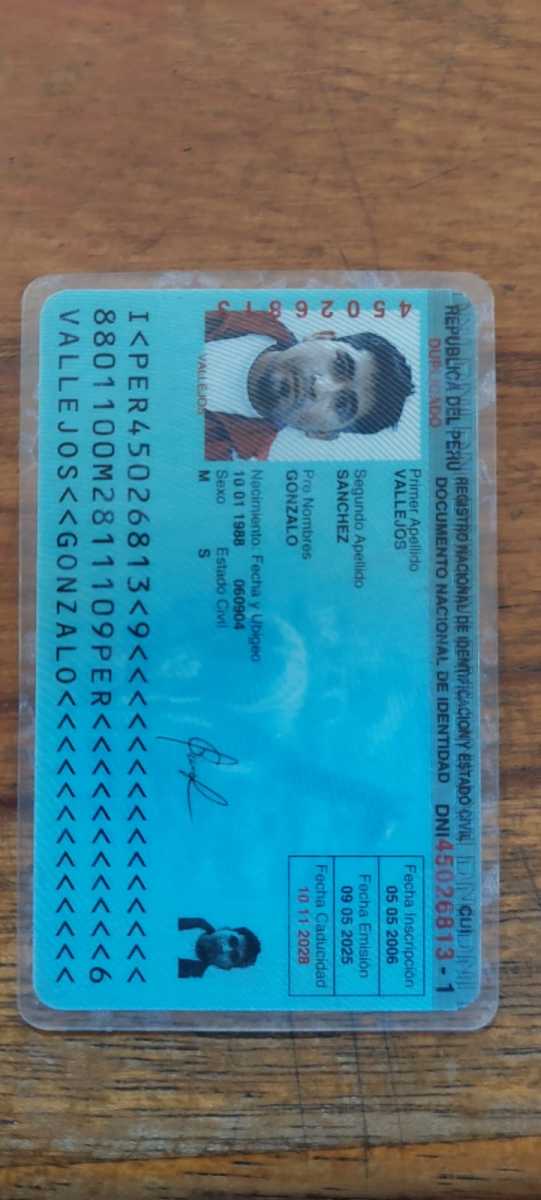 REPUBLICA DEL PERU REGISTRO NACIONAL DE IDENTIFICACION Y ESTADO CIVIL
DUPLICADO DOCUMENTO NACIONAL DE IDENTIDAD DNI 45026813 - 1
CUI
45026813
Primer Apellido
VALLEJOS
Segundo Apellido
SANCHEZ
Pre Nombres
GONZALO
Nacimiento: Fecha y Ubigeo
10 01 1988 060904
Sexo Estado Civil
M S
VALLEJOS
Fecha Inscripción
05 05 2006
Fecha Emisión
09 05 2025
Fecha Caducidad
10 11 2028
I<PER45026813<9<<<<<<<<<<<<<<<
8801100M2811109PER<<<<<<<<<<<6
VALLEJOS<<GONZALO<<<<<<<<<<<<<